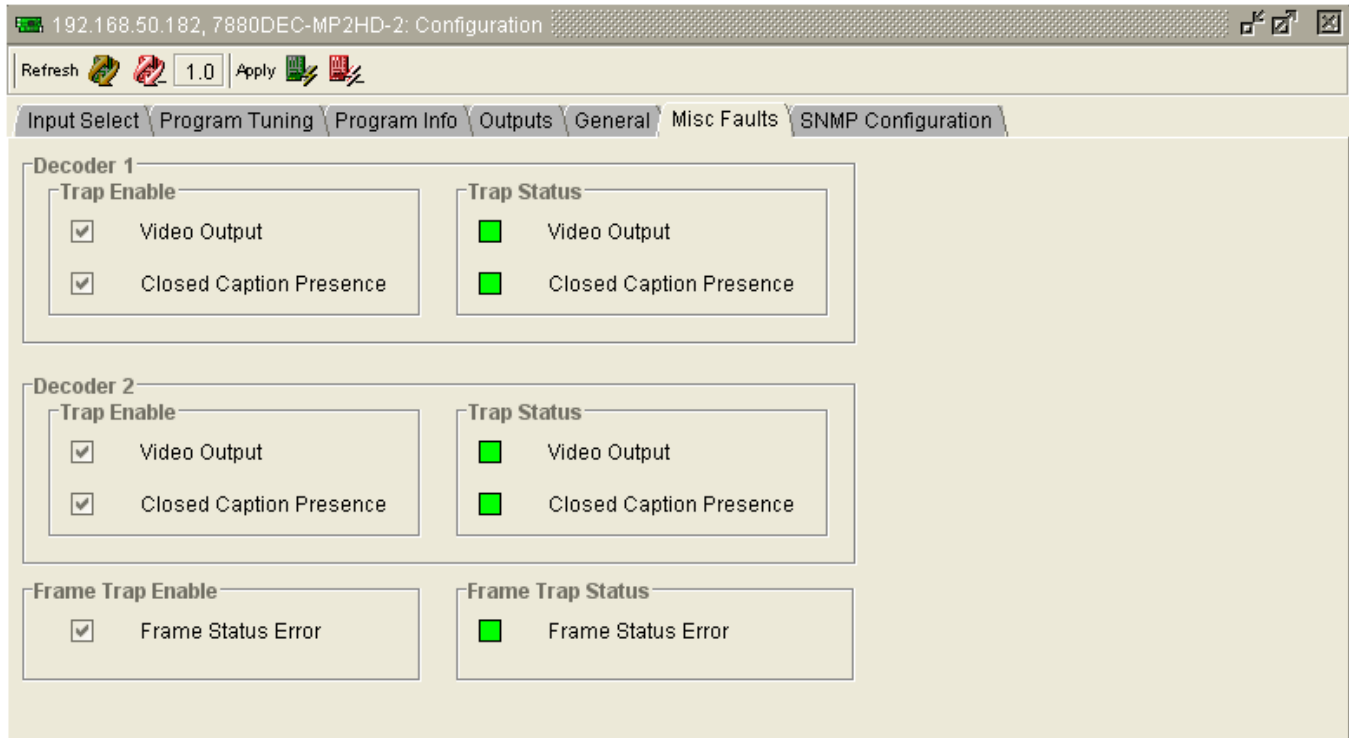 192.168.50.182, 7880DEC-MP2HD-2: Configuration
Refresh 1.0 Apply
Input Select Program Tuning Program Info Outputs General Misc Faults SNMP Configuration
Decoder 1
Trap Enable Trap Status
Video Output Video Output
Closed Caption Presence Closed Caption Presence
Decoder 2
Trap Enable Trap Status
Video Output Video Output
Closed Caption Presence Closed Caption Presence
Frame Trap Enable Frame Trap Status
Frame Status Error Frame Status Error